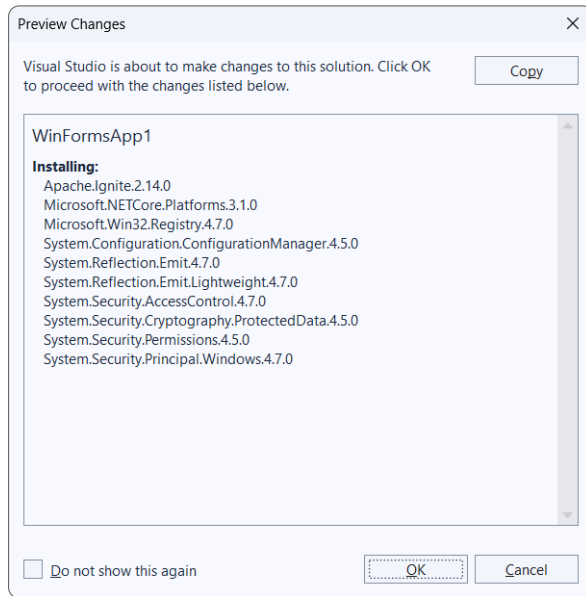 Preview Changes
Visual Studio is about to make changes to this solution. Click OK
to proceed with the changes listed below.
Copy
WinFormsApp1
Installing:
Apache.Ignite.2.14.0
Microsoft.NETCore.Platforms.3.1.0
Microsoft.Win32.Registry.4.7.0
System.Configuration.ConfigurationManager.4.5.0
System.Reflection.Emit.4.7.0
System.Reflection.Emit.Lightweight.4.7.0
System.Security.AccessControl.4.7.0
System.Security.Cryptography.ProtectedData.4.5.0
System.Security.Permissions.4.5.0
System.Security.Principal.Windows.4.7.0
Do not show this again
OK
Cancel